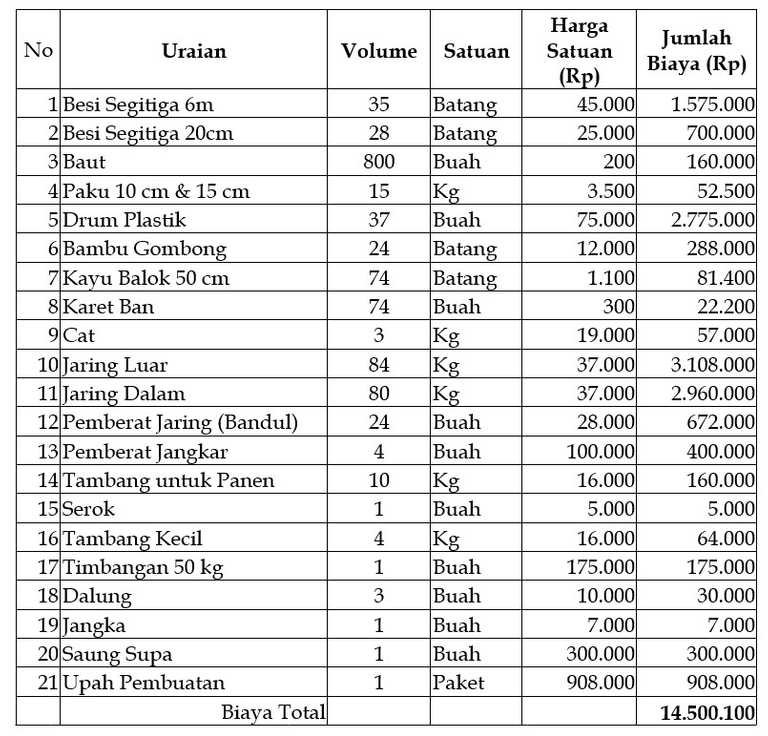 No Uraian Volume Satuan Harga Satuan (Rp) Jumlah Biaya (Rp)
1 Besi Segitiga 6m 35 Batang 45.000 1.575.000
2 Besi Segitiga 20cm 28 Batang 25.000 700.000
3 Baut 800 Buah 200 160.000
4 Paku 10 cm & 15 cm 15 Kg 3.500 52.500
5 Drum Plastik 37 Buah 75.000 2.775.000
6 Bambu Gombong 24 Batang 12.000 288.000
7 Kayu Balok 50 cm 74 Batang 1.100 81.400
8 Karet Ban 74 Buah 300 22.200
9 Cat 3 Kg 19.000 57.000
10 Jaring Luar 84 Kg 37.000 3.108.000
11 Jaring Dalam 80 Kg 37.000 2.960.000
12 Pemberat Jaring (Bandul) 24 Buah 28.000 672.000
13 Pemberat Jangkar 4 Buah 100.000 400.000
14 Tambang untuk Panen 10 Kg 16.000 160.000
15 Serok 1 Buah 5.000 5.000
16 Tambang Kecil 4 Kg 16.000 64.000
17 Timbangan 50 kg 1 Buah 175.000 175.000
18 Dalung 3 Buah 10.000 30.000
19 Jangka 1 Buah 7.000 7.000
20 Saung Supa 1 Buah 300.000 300.000
21 Upah Pembuatan 1 Paket 908.000 908.000
Biaya Total 14.500.100